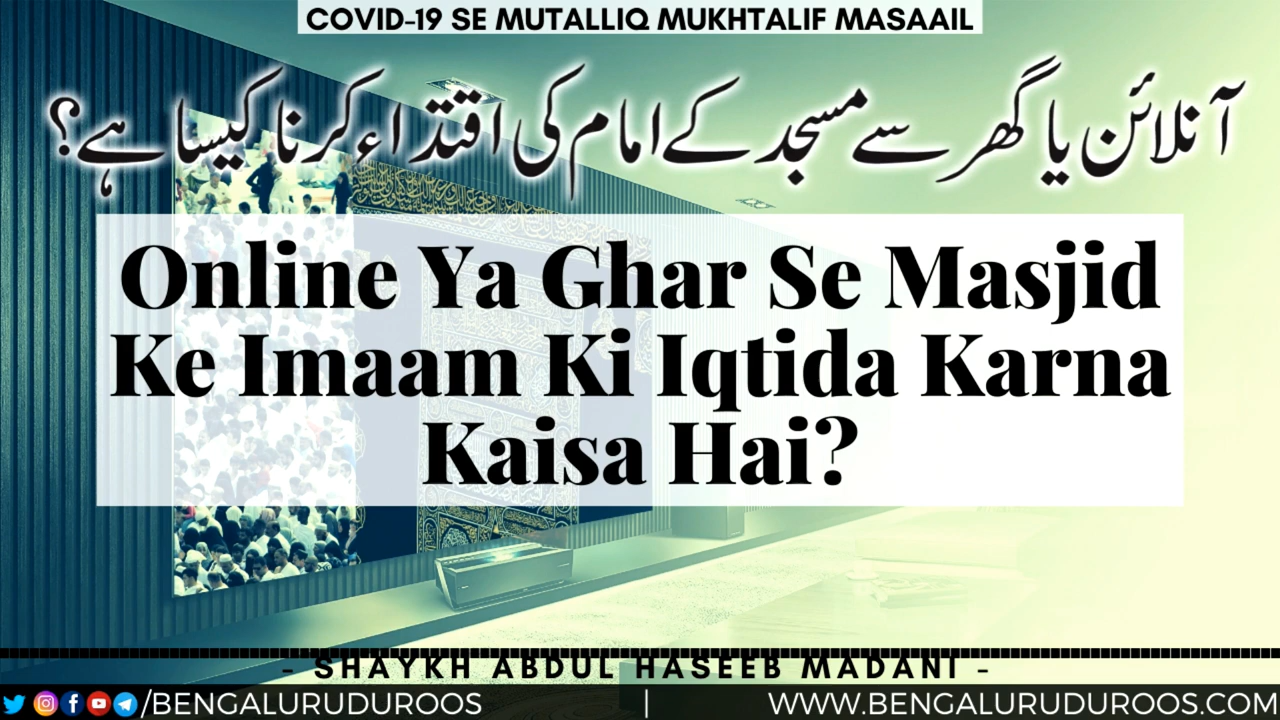 COVID-19 SE MUTALLIQ MUKHTALIF MASAAIL
آنلائن یا گھر سے مسجد کے امام کی اقتداء کرنا کیسا ہے؟
Online Ya Ghar Se Masjid
Ke Imaam Ki Iqtida Karna
Kaisa Hai?
- SHAYKH ABDUL HASEEB MADANI -
/BENGALURUDUROOS | WWW.BENGALURUDUROOS.COM